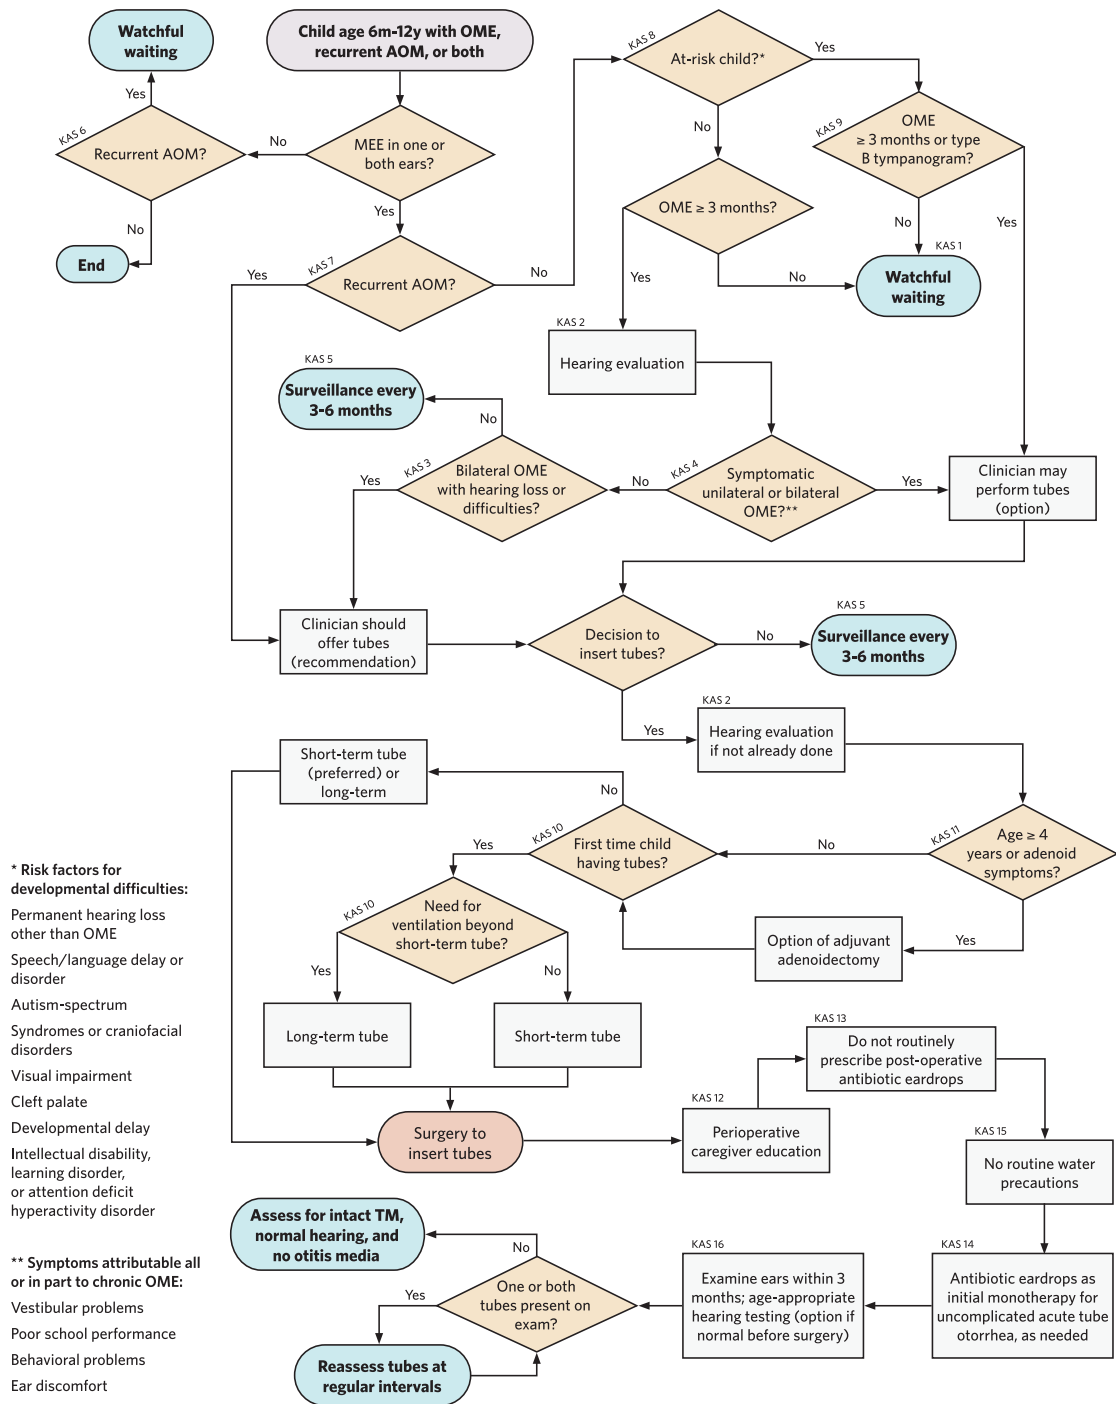 Watchful
waiting
Child age 6m-12y with OME,
recurrent AOM, or both
KAS 8
At-risk child?*
Yes
Yes
KAS 6
Recurrent AOM?
No
MEE in one or
both ears?
No
KAS 9
OME
≥ 3 months or type
B tympanogram?
No
Yes
OME ≥ 3 months?
No
Yes
KAS 1
End
Yes
KAS 7
Recurrent AOM?
No
Yes
No
Watchful
waiting
KAS 2
Hearing evaluation
KAS 5
Surveillance every
3-6 months
No
Yes
KAS 3
Bilateral OME
with hearing loss or
difficulties?
No
KAS 4
Symptomatic
unilateral or bilateral
OME?**
Yes
Clinician may
perform tubes
(option)
Clinician should
offer tubes
(recommendation)
Decision to
insert tubes?
No
KAS 5
Surveillance every
3-6 months
KAS 2
Yes
Hearing evaluation
if not already done
Short-term tube
(preferred) or
long-term
No
Yes
KAS 10
First time child
having tubes?
No
KAS 11
Age ≥ 4
years or adenoid
symptoms?
KAS 10
Need for
ventilation beyond
short-term tube?
Option of adjuvant
adenoidectomy
Yes
Yes
No
Long-term tube
Short-term tube
KAS 13
Do not routinely
prescribe post-operative
antibiotic eardrops
KAS 12
Surgery to
insert tubes
Perioperative
caregiver education
KAS 15
No routine water
precautions
Assess for intact TM,
normal hearing, and
no otitis media
No
KAS 16
KAS 14
One or both
tubes present on
exam?
Yes
Examine ears within 3
months; age-appropriate
hearing testing (option if
normal before surgery)
Antibiotic eardrops as
initial monotherapy for
uncomplicated acute tube
otorrhea, as needed
Reassess tubes at
regular intervals
* Risk factors for
developmental difficulties:
Permanent hearing loss
other than OME
Speech/language delay or
disorder
Autism-spectrum
Syndromes or craniofacial
disorders
Visual impairment
Cleft palate
Developmental delay
Intellectual disability,
learning disorder,
or attention deficit
hyperactivity disorder
** Symptoms attributable all
or in part to chronic OME:
Vestibular problems
Poor school performance
Behavioral problems
Ear discomfort